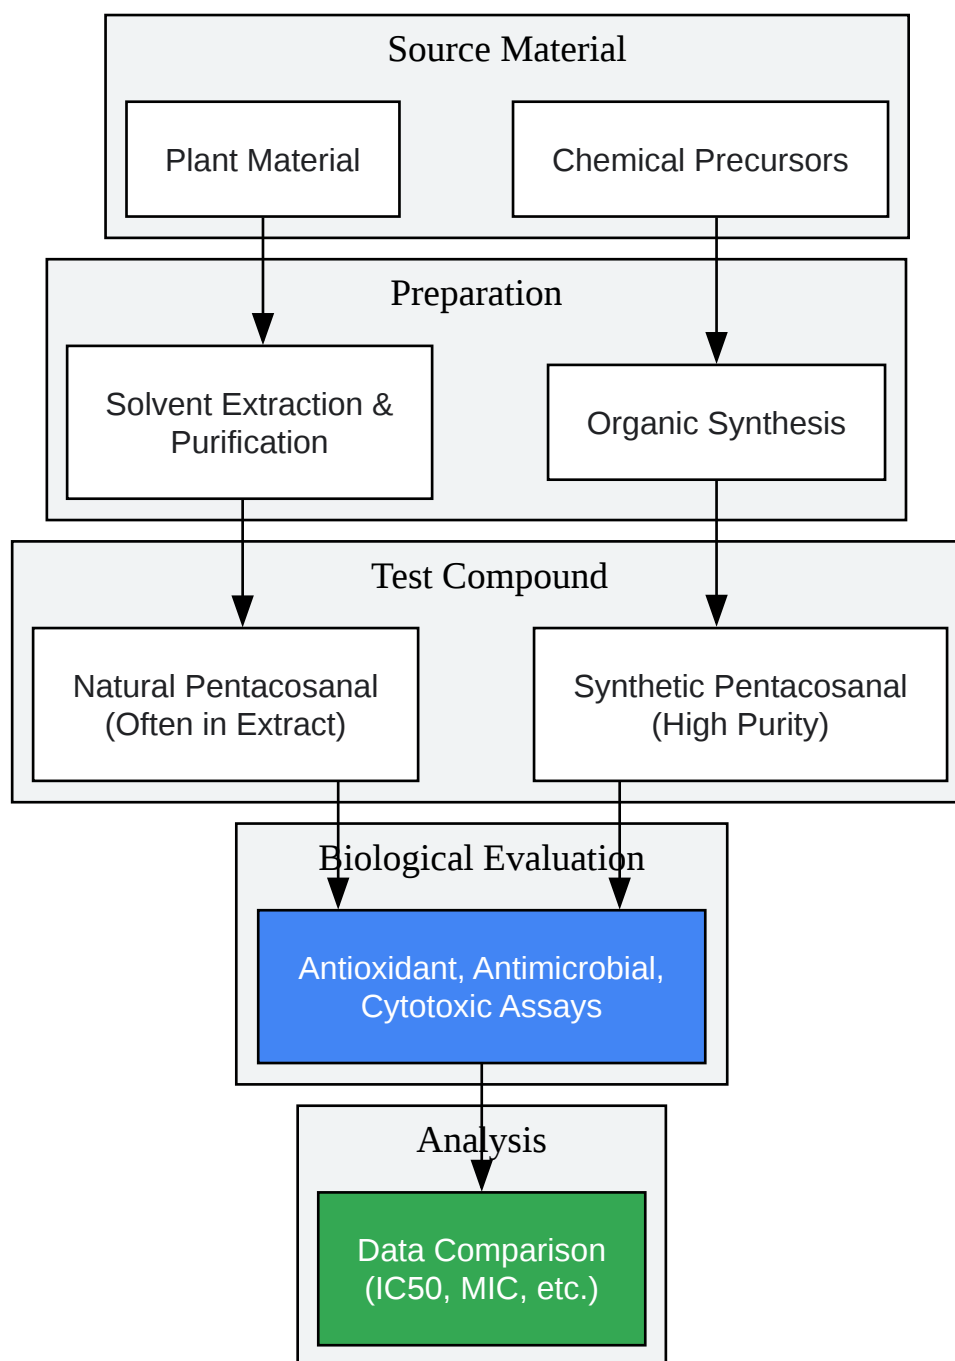 Source Material
Plant Material
Chemical Precursors
Preparation
Solvent Extraction &
Purification
Organic Synthesis
Test Compound
Natural Pentacosanal
(Often in Extract)
Synthetic Pentacosanal
(High Purity)
Biological Evaluation
Antioxidant, Antimicrobial,
Cytotoxic Assays
Analysis
Data Comparison
(IC50, MIC, etc.)